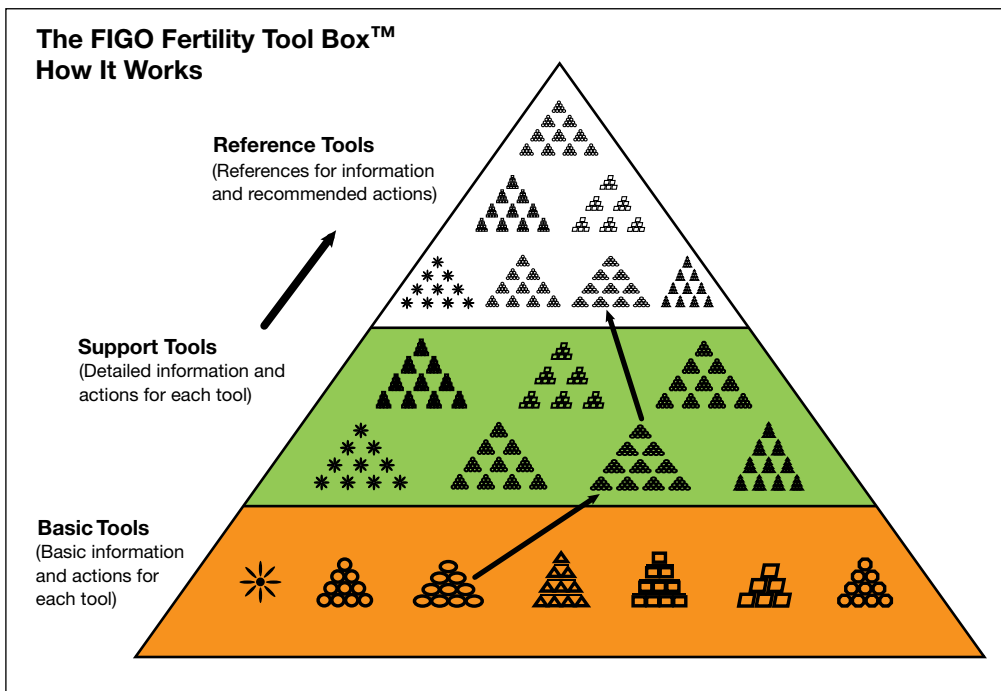 The FIGO Fertility Tool Box™
How It Works
Reference Tools
(References for information
and recommended actions)
Support Tools
(Detailed information and
actions for each tool)
Basic Tools
(Basic information
and actions for
each tool)